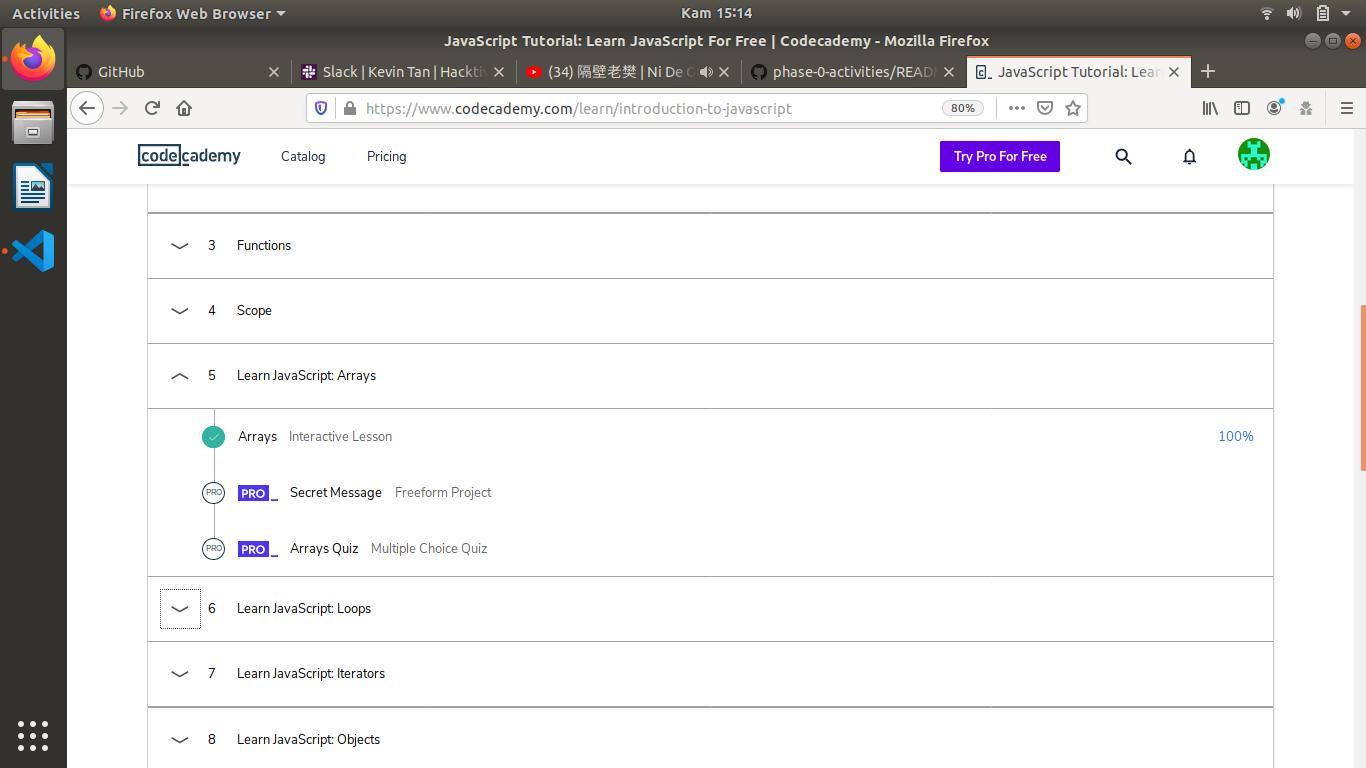 Activities Firefox Web Browser Kam 15:14
JavaScript Tutorial: Learn JavaScript For Free | Codecademy - Mozilla Firefox
GitHub Slack | Kevin Tan | Hackti (34) 隔壁老樊 | Ni De C phase-0-activities/READ JavaScript Tutorial: Lear
https://www.codecademy.com/learn/introduction-to-javascript 80%
codecademy Catalog Pricing Try Pro For Free
3 Functions
4 Scope
5 Learn JavaScript: Arrays
Arrays Interactive Lesson 100%
PRO PRO_ Secret Message Freeform Project
PRO PRO_ Arrays Quiz Multiple Choice Quiz
6 Learn JavaScript: Loops
7 Learn JavaScript: Iterators
8 Learn JavaScript: Objects